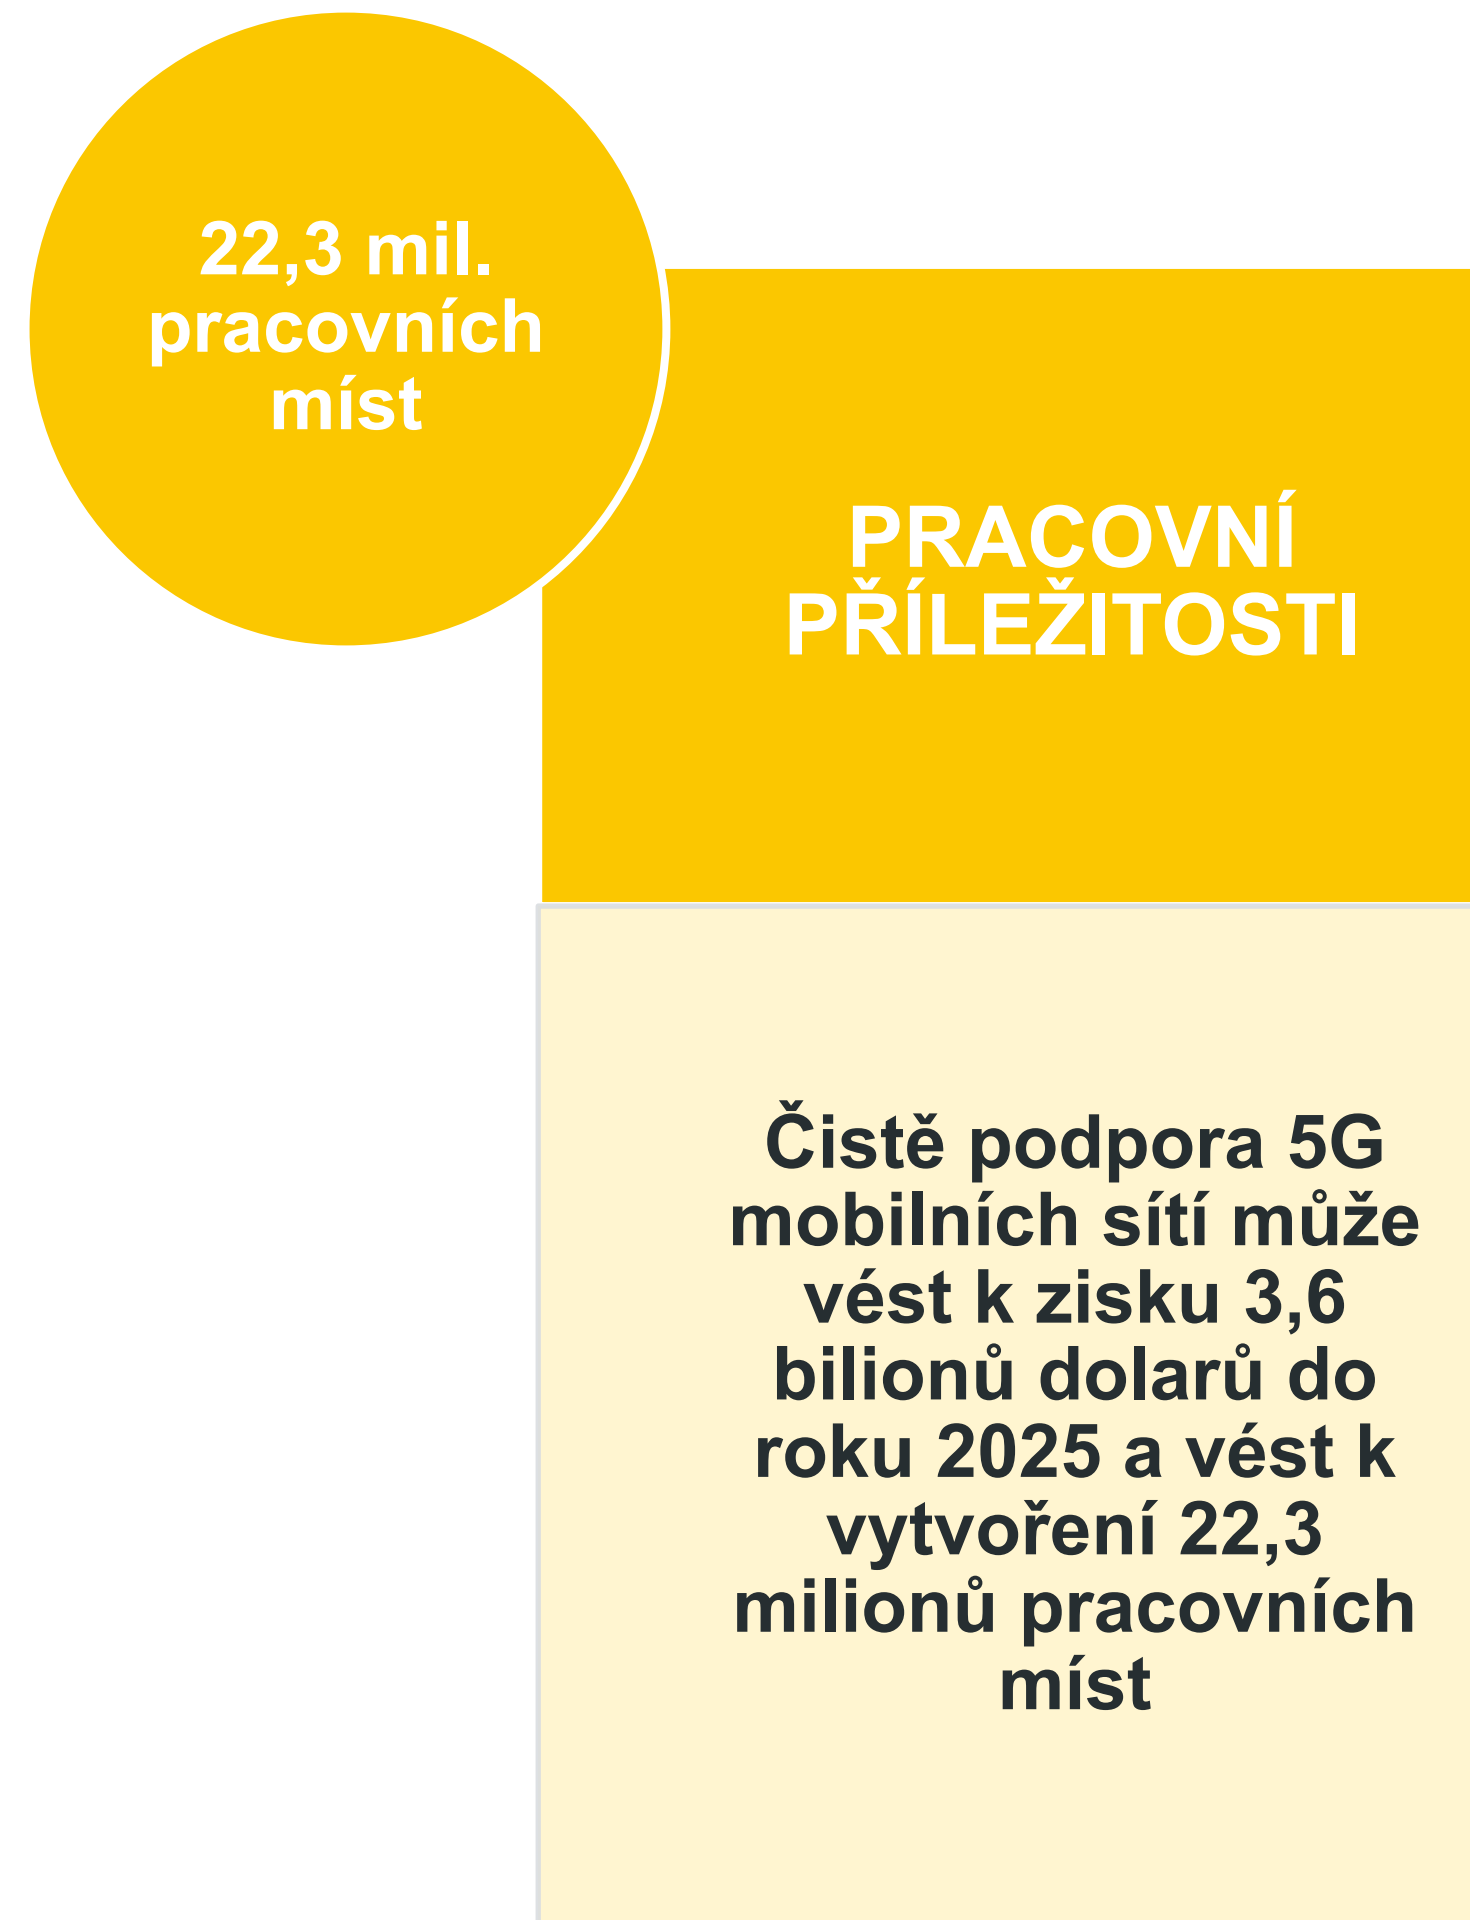 22,3 mil.
pracovních
míst
PRACOVNÍ
PŘÍLEŽITOSTI
Čistě podpora 5G
mobilních sítí může
vést k zisku 3,6
bilionů dolarů do
roku 2025 a vést k
vytvoření 22,3
milionů pracovních
míst